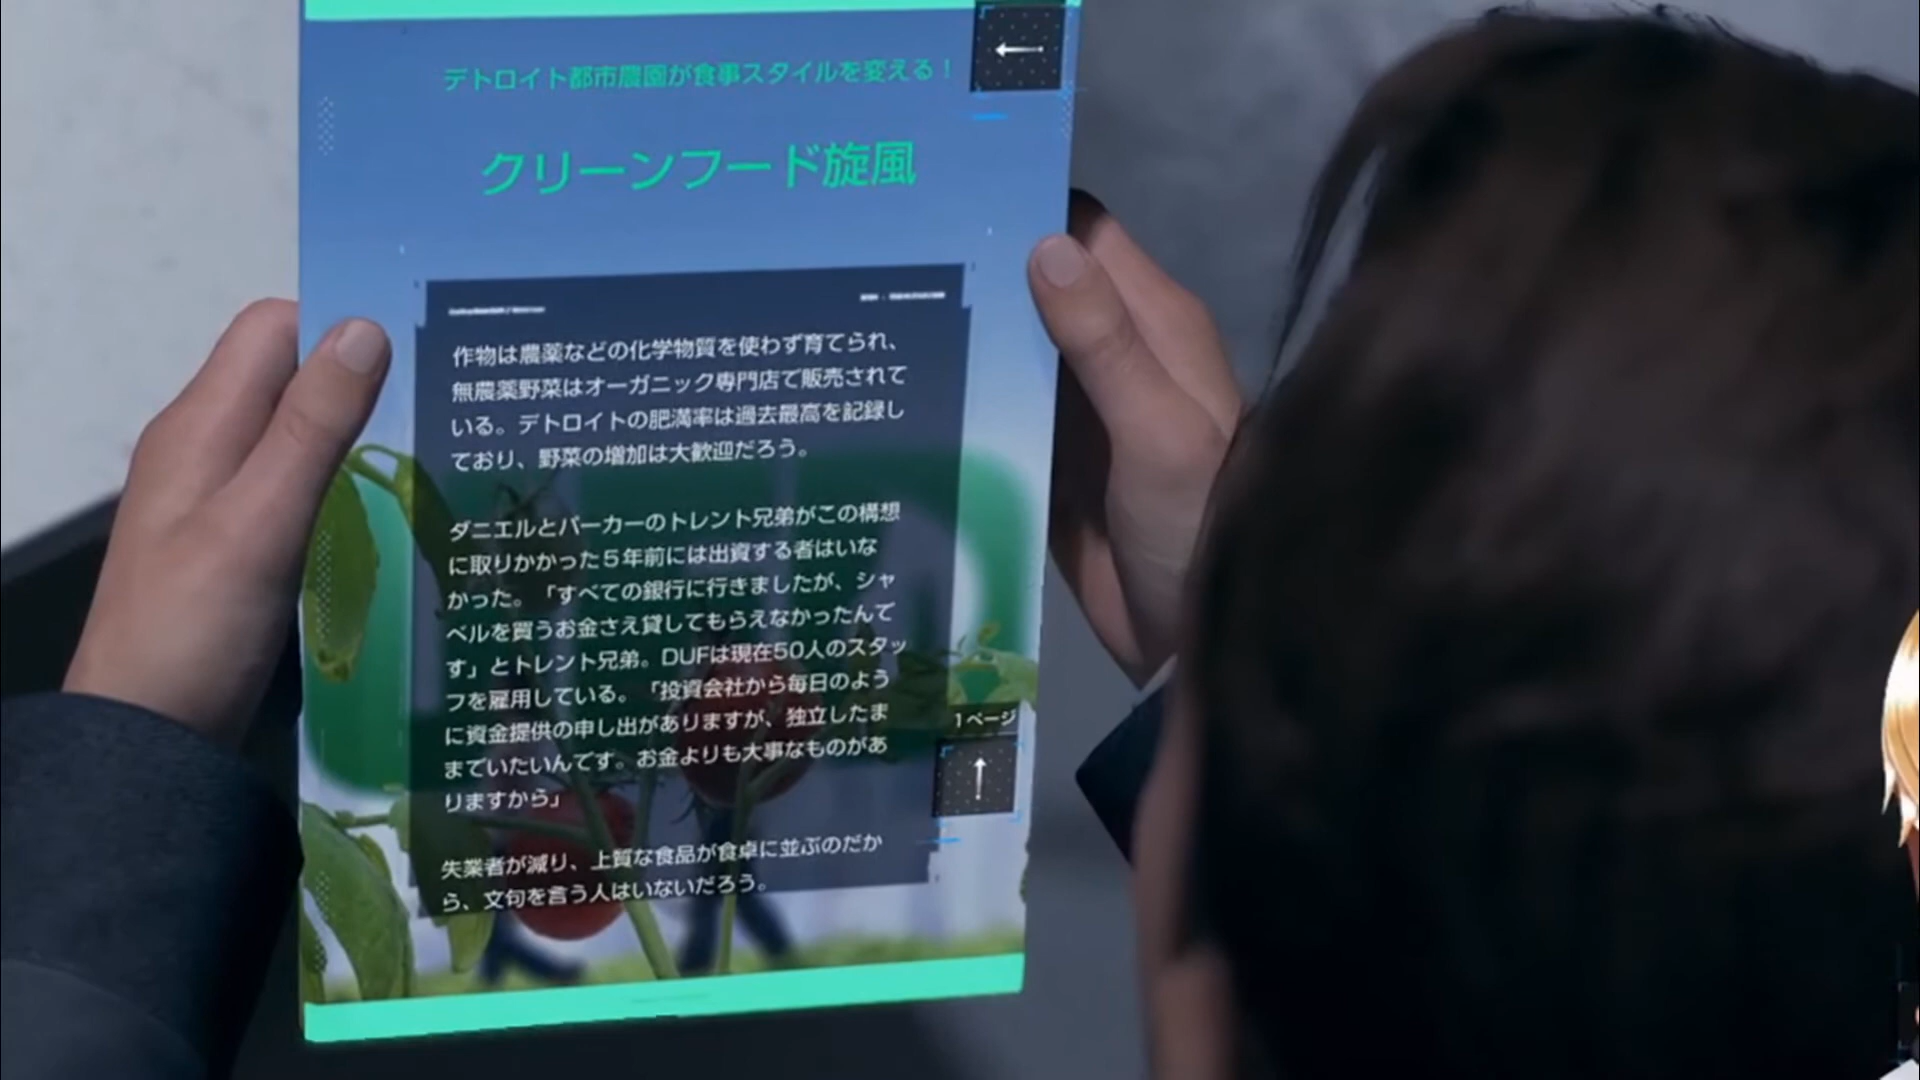 デトロイト都市農園が食事スタイルを変える！
クリーンフード旋風
作物は農薬などの化学物質を使わず育てられ、
無農薬野菜はオーガニック専門店で販売されて
いる。デトロイトの肥満率は過去最高を記録し
ており、野菜の増加は大歓迎だろう。
ダニエルとパーカーのトレント兄弟がこの構想
に取りかかった５年前には出資する者はいな
かった。「すべての銀行に行きましたが、シャ
ベルを買うお金さえ貸してもらえなかったんで
す」とトレント兄弟。DUFは現在50人のスタッ
フを雇用している。「投資会社から毎日のよう
に資金提供の申し出がありますが、独立したま
までいたいんです。お金よりも大事なものがあ
りますから」
失業者が減り、上質な食品が食卓に並ぶのだか
ら、文句を言う人はいないだろう。
1ページ